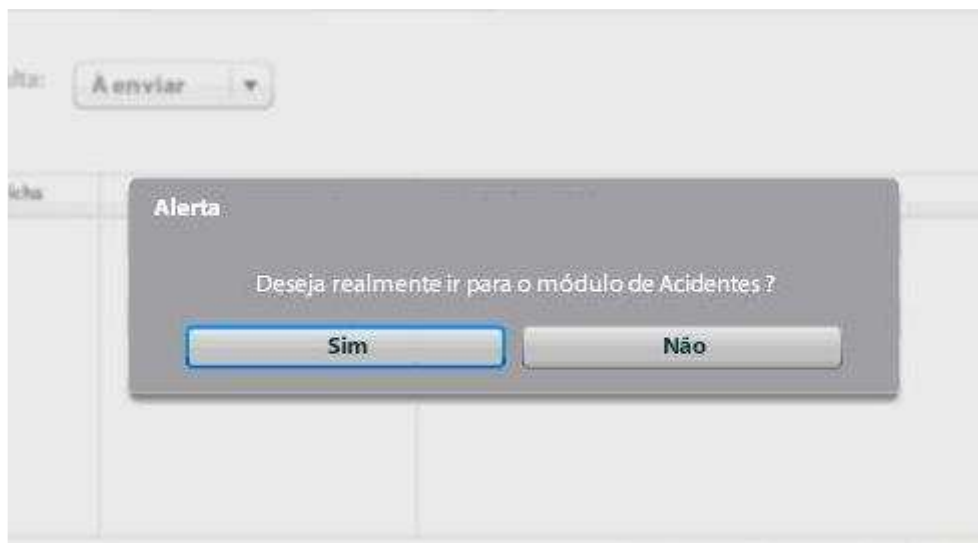 A enviar
Alerta
Deseja realmente ir para o módulo de Acidentes ?
Sim
Não